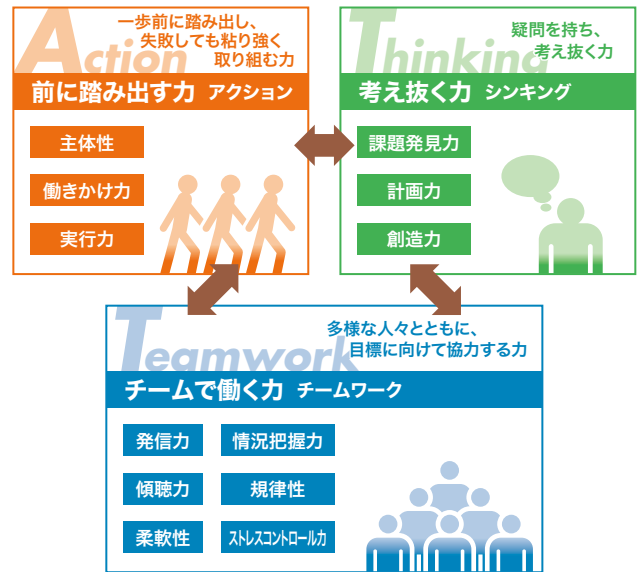 Action
一歩前に踏み出し、
失敗しても粘り強く
取り組む力
前に踏み出す力 アクション
主体性
働きかけ力
実行力
Thinking
疑問を持ち、
考え抜く力
考え抜く力 シンキング
課題発見力
計画力
創造力
Teamwork
多様な人々とともに、
目標に向けて協力する力
チームで働く力 チームワーク
発信力 情況把握力
傾聴力 規律性
柔軟性 ストレスコントロール力